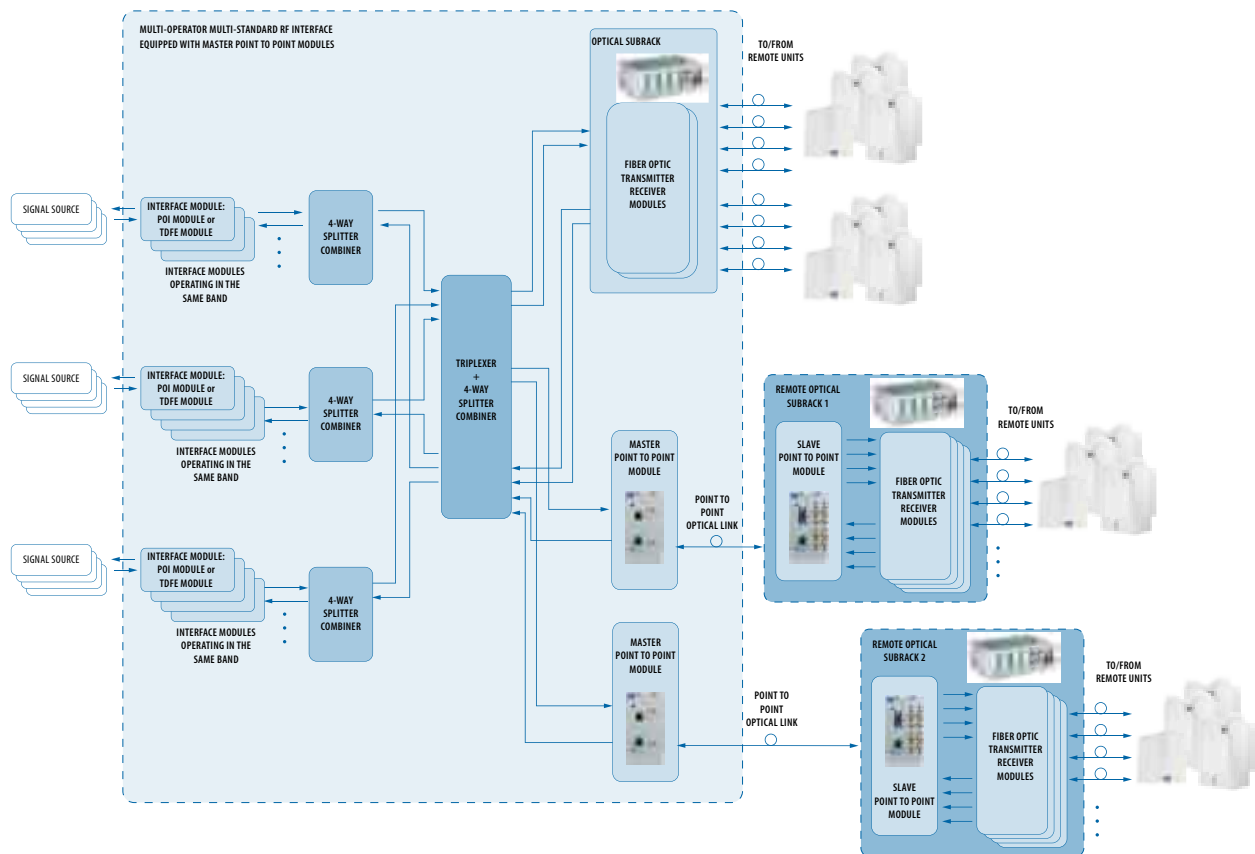 MULTI-OPERATOR MULTI-STANDARD RF INTERFACE
EQUIPPED WITH MASTER POINT TO POINT MODULES
OPTICAL SUBRACK
TO/FROM
REMOTE UNITS
FIBER OPTIC
TRANSMITTER
RECEIVER
MODULES
SIGNAL SOURCE
INTERFACE MODULE:
POI MODULE or
TDFE MODULE
INTERFACE MODULES
OPERATING IN THE
SAME BAND
4-WAY
SPLITTER
COMBINER
TRIPLEXER
+
4-WAY
SPLITTER
COMBINER
SIGNAL SOURCE
INTERFACE MODULE:
POI MODULE or
TDFE MODULE
INTERFACE MODULES
OPERATING IN THE
SAME BAND
4-WAY
SPLITTER
COMBINER
MASTER
POINT TO POINT
MODULE
POINT TO
POINT
OPTICAL LINK
REMOTE OPTICAL
SUBRACK 1
SLAVE
POINT TO POINT
MODULE
FIBER OPTIC
TRANSMITTER
RECEIVER
MODULES
TO/FROM
REMOTE UNITS
SIGNAL SOURCE
INTERFACE MODULE:
POI MODULE or
TDFE MODULE
INTERFACE MODULES
OPERATING IN THE
SAME BAND
4-WAY
SPLITTER
COMBINER
MASTER
POINT TO POINT
MODULE
POINT TO
POINT
OPTICAL LINK
REMOTE OPTICAL
SUBRACK 2
SLAVE
POINT TO POINT
MODULE
FIBER OPTIC
TRANSMITTER
RECEIVER
MODULES
TO/FROM
REMOTE UNITS